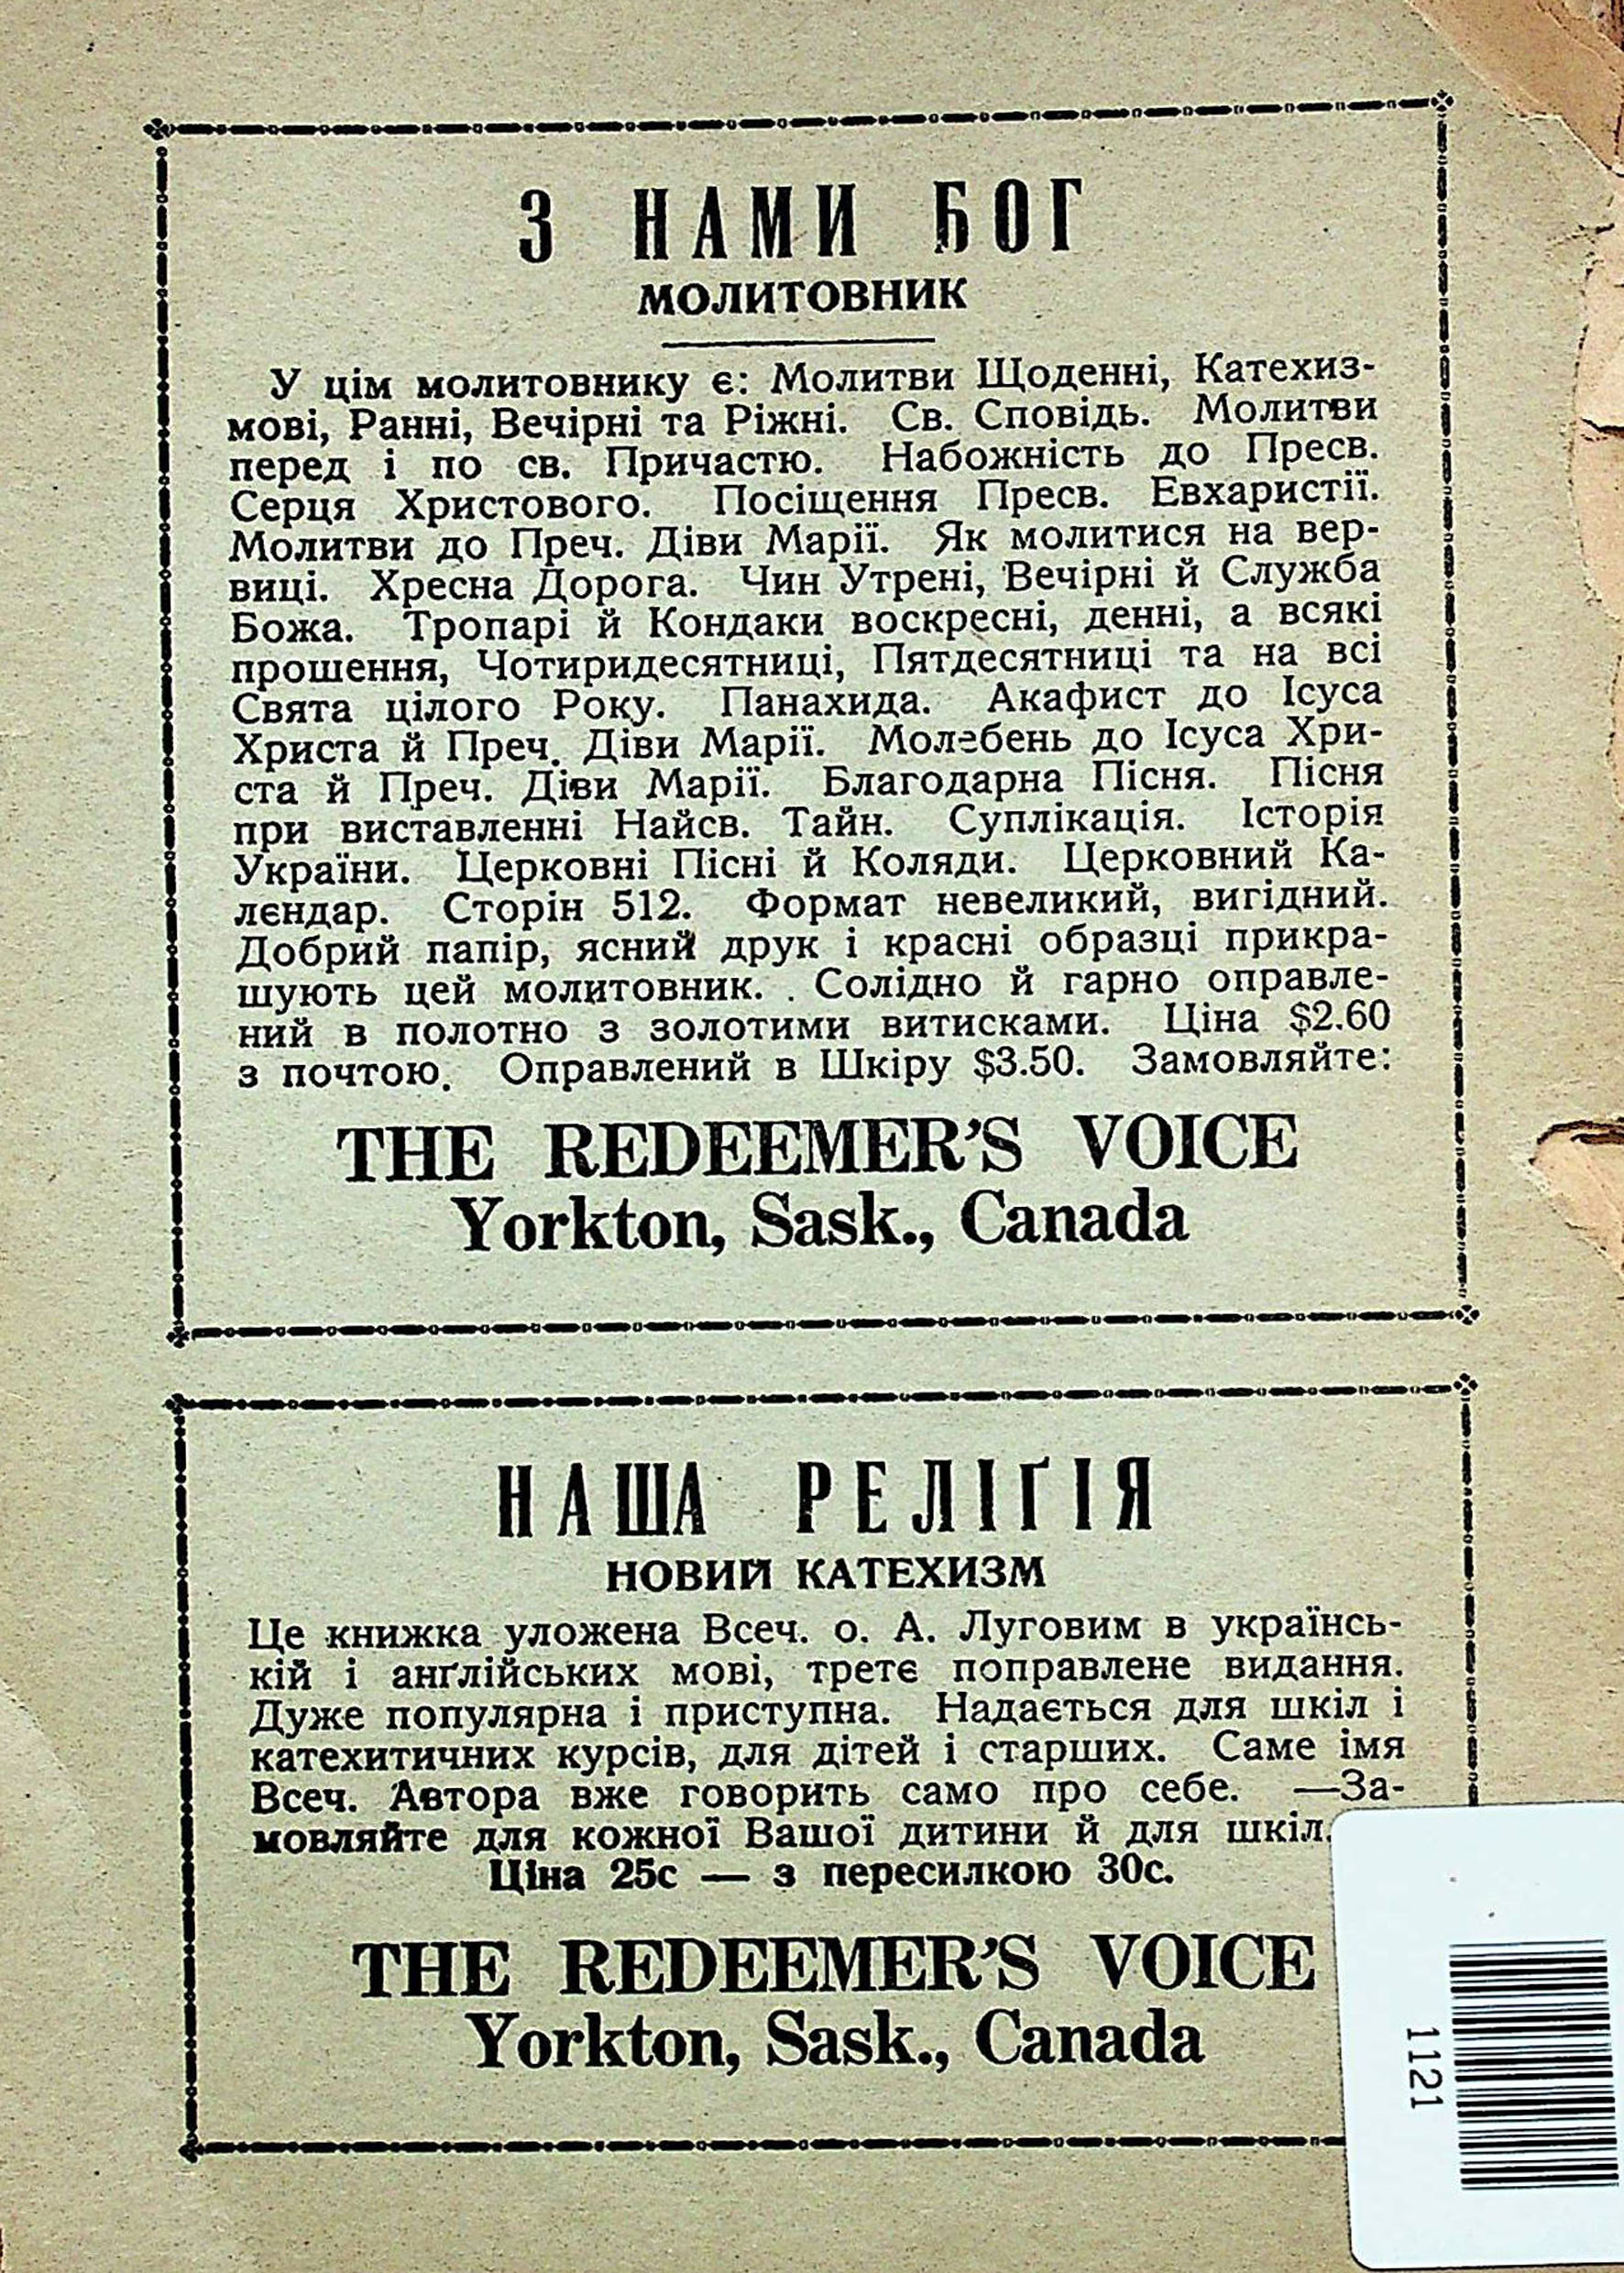 З НАМИ БОГ
МОЛИТОВНИК
У цім молитовнику є: Молитви Щоденні, Катехиз-
мові, Ранні, Вечірні та Ріжні. Св. Сповідь. Молитви
перед і по св. Причастю. Набожність до Пресв.
Серця Христового. Посіщення Пресв. Евхаристії.
Молитви до Преч. Діви Марії. Як молитися на вер-
виці. Хресна Дорога. Чин Утрені, Вечірні й Служба
Божа. Тропарі й Кондаки воскресні, денні, а всякі
прошення, Чотиридесятниці, Пятдесятниці та на всі
Свята цілого Року. Панахида. Акафист до Ісуса
Христа й Преч. Діви Марії. Молебень до Ісуса Хри-
ста й Преч. Діви Марії. Благодарна Пісня. Пісня
при виставленні Найсв. Тайн. Суплікація. Історія
України. Церковні Пісні й Коляди. Церковний Ка-
лєндар. Сторін 512. Формат невеликий, вигідний.
Добрий папір, ясний друк і красні образці прикра-
шують цей молитовник. . Солідно й гарно оправле-
ний в полотно з золотими витисками. Ціна $2.60
з почтою. Оправлений в Шкіру $3.50. Замовляйте:
THE REDEEMER'S VOICE
Yorkton, Sask., Canada
НАША РЕЛІҐІЯ
НОВИЙ КАТЕХИЗМ
Це книжка уложена Всеч. о. А. Луговим в українсь-
кій і анґлійських мові, третє поправлене видання.
Дуже популярна і приступна. Надається для шкіл і
катехитичних курсів, для дітей і старших. Саме імя
Всеч. Автора вже говорить само про себе. —За-
мовляйте для кожної Вашої дитини й для шкіл.
Ціна 25с — з пересилкою 30с.
THE REDEEMER'S VOICE
Yorkton, Sask., Canada
1121